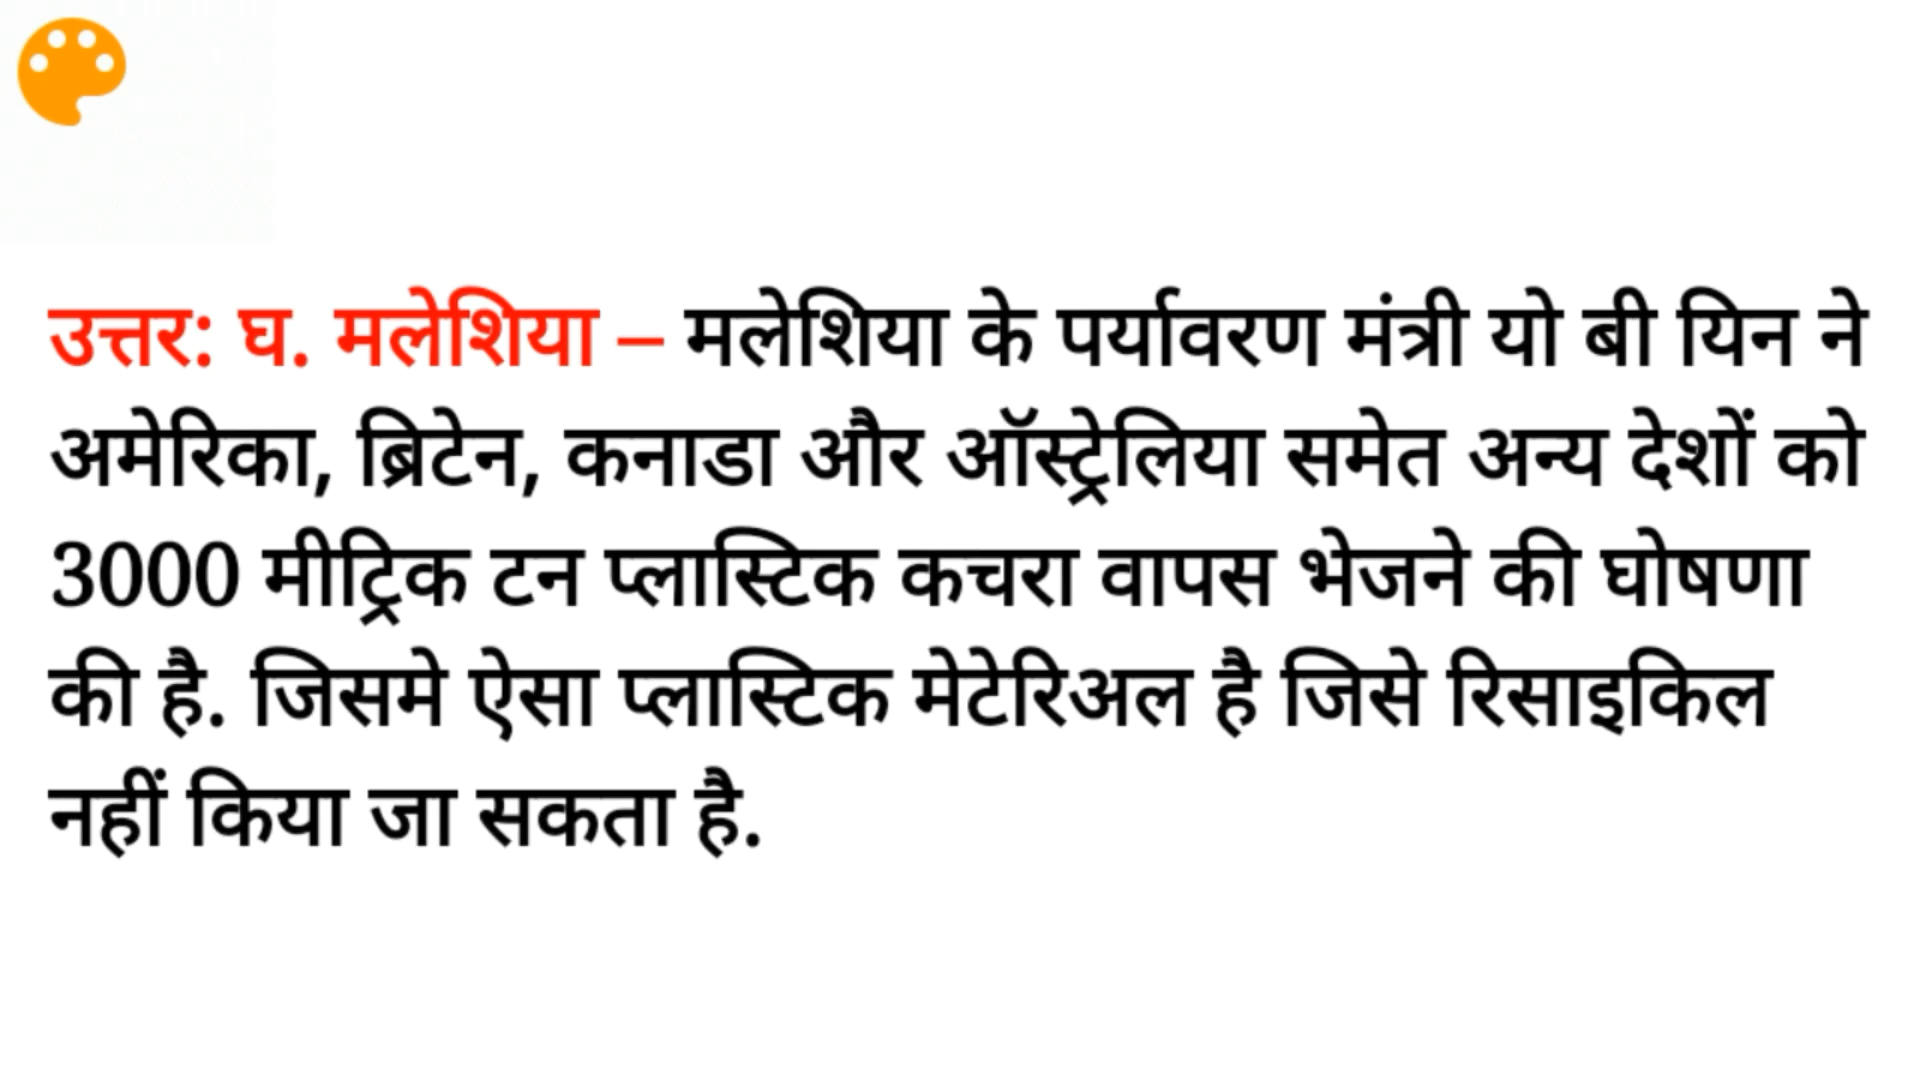 उत्तर: घ. मलेशिया – मलेशिया के पर्यावरण मंत्री यो बी यिन ने
अमेरिका, ब्रिटेन, कनाडा और ऑस्ट्रेलिया समेत अन्य देशों को
3000 मीट्रिक टन प्लास्टिक कचरा वापस भेजने की घोषणा
की है. जिसमे ऐसा प्लास्टिक मेटेरिअल है जिसे रिसाइकिल
नहीं किया जा सकता है.